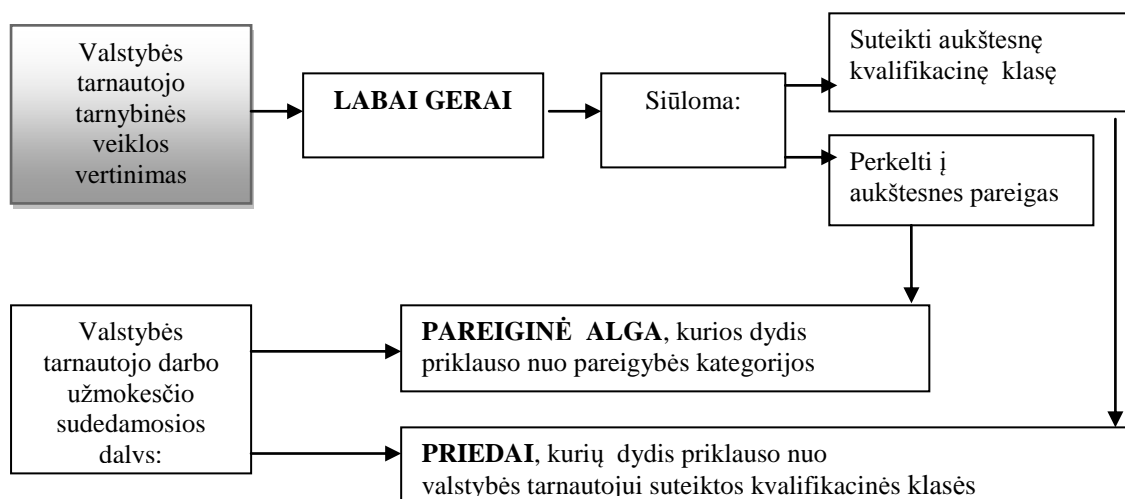 Valstybės
tarnautojo
tarnybinės
veiklos
vertinimas
LABAI GERAI
Siūloma:
Suteikti aukštesnę
kvalifikacinę klasę
Perkelti į
aukštesnes pareigas
Valstybės
tarnautojo darbo
užmokesčio
sudedamosios
dalys:
PAREIGINĖ ALGA, kurios dydis
priklauso nuo pareigybės kategorijos
PRIEDAI, kurių dydis priklauso nuo
valstybės tarnautojui suteiktos kvalifikacinės klasės